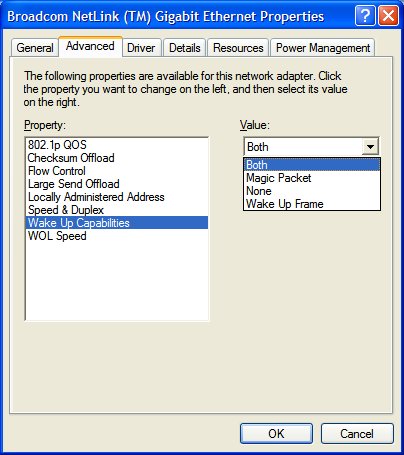 Broadcom NetLink (TM) Gigabit Ethernet Properties
General Advanced Driver Details Resources Power Management
The following properties are available for this network adapter. Click
the property you want to change on the left, and then select its value
on the right.
Property:
802.1p QOS
Checksum Offload
Flow Control
Large Send Offload
Locally Administered Address
Speed & Duplex
Wake Up Capabilities
WOL Speed
Value:
Both
Both
Magic Packet
None
Wake Up Frame
OK Cancel